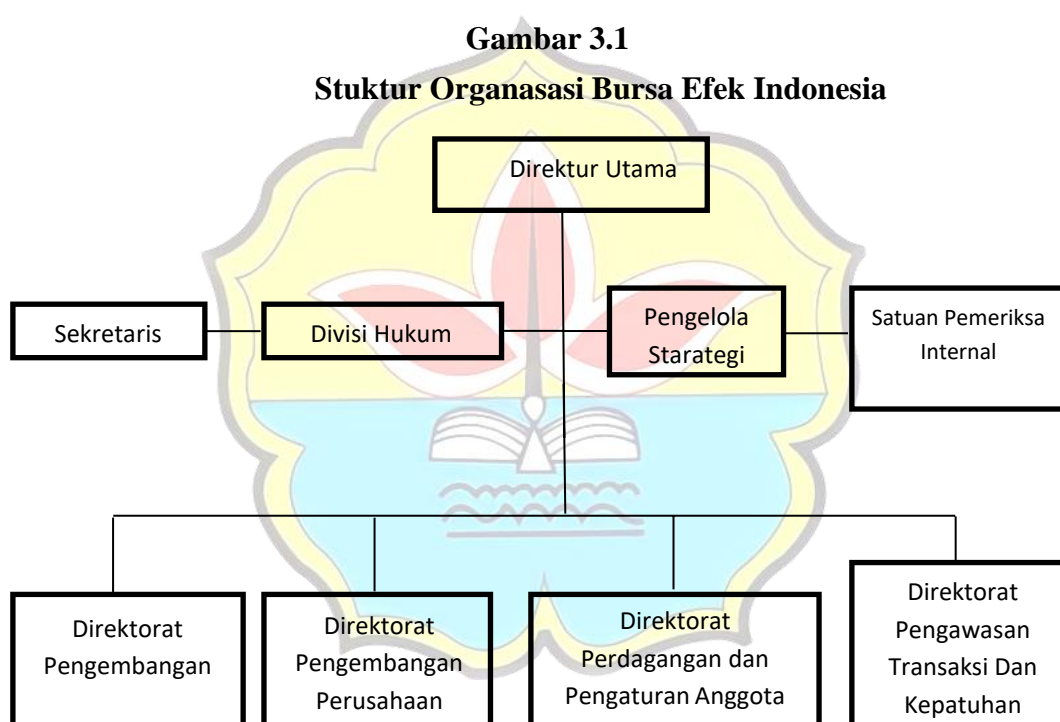 Gambar 3.1
Stuktur Organasasi Bursa Efek Indonesia
Direktur Utama
Sekretaris
Divisi Hukum
Pengelola
Starategi
Satuan Pemeriksa
Internal
Direktorat
Pengembangan
Direktorat
Pengembangan
Perusahaan
Direktorat
Perdagangan dan
Pengaturan Anggota
Direktorat
Pengawasan
Transaksi Dan
Kepatuhan